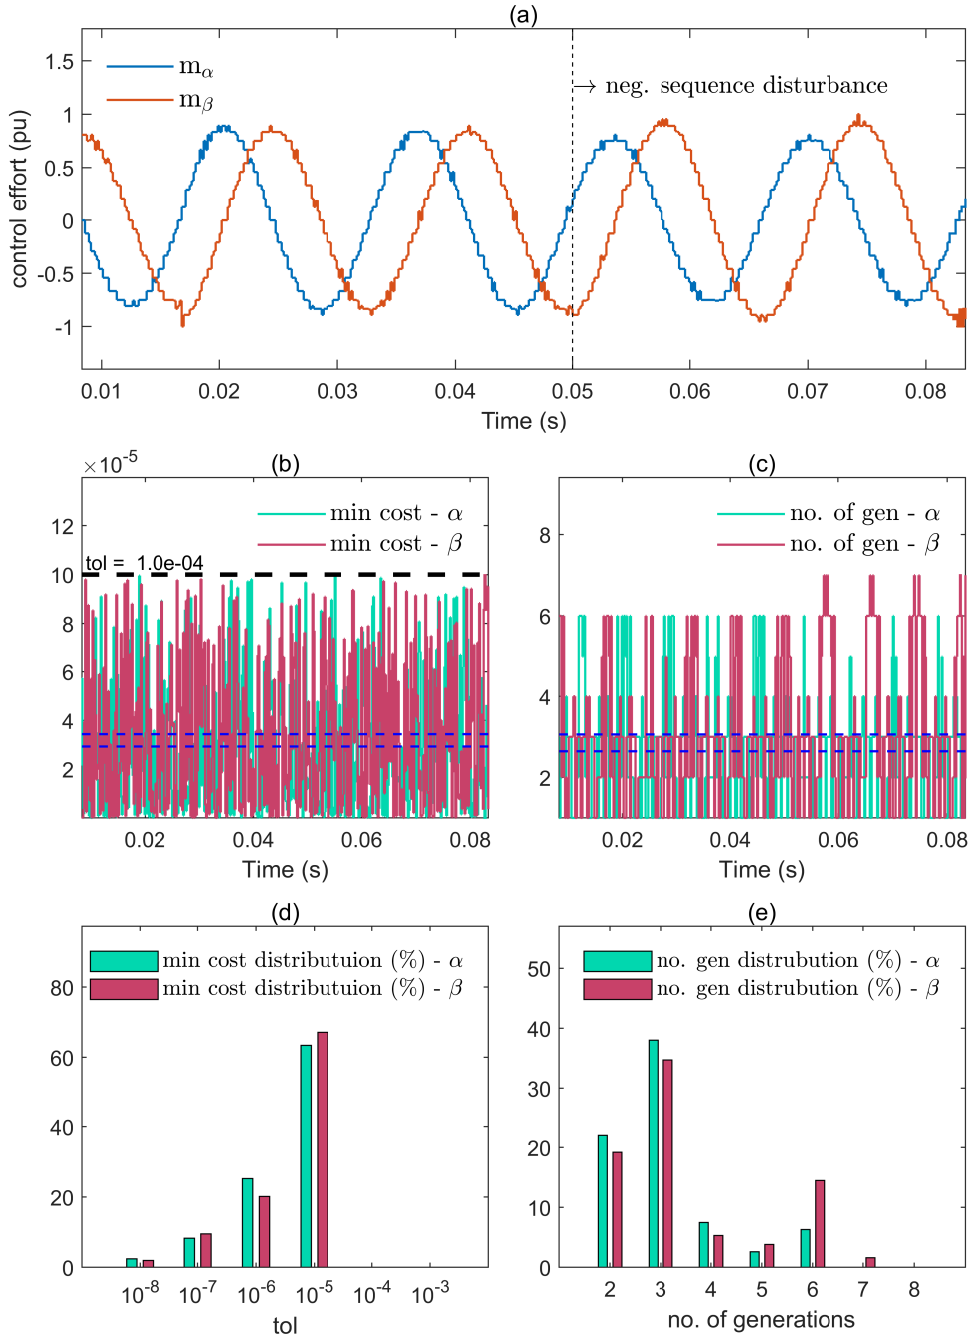 (a)
1.5
1
0.5
0
-0.5
-1
control effort (pu)
m_α
m_β
→ neg. sequence disturbance
0.01 0.02 0.03 0.04 0.05 0.06 0.07 0.08
Time (s)
(b)
×10^-5
12
10
8
6
4
2
min cost - α
min cost - β
tol = 1.0e-04
0.02 0.04 0.06 0.08
Time (s)
(c)
8
6
4
2
no. of gen - α
no. of gen - β
0.02 0.04 0.06 0.08
Time (s)
(d)
80
60
40
20
0
min cost distributuion (%) - α
min cost distributuion (%) - β
10^-8 10^-7 10^-6 10^-5 10^-4 10^-3
tol
(e)
50
40
30
20
10
0
no. gen distrubution (%) - α
no. gen distrubution (%) - β
2 3 4 5 6 7 8
no. of generations